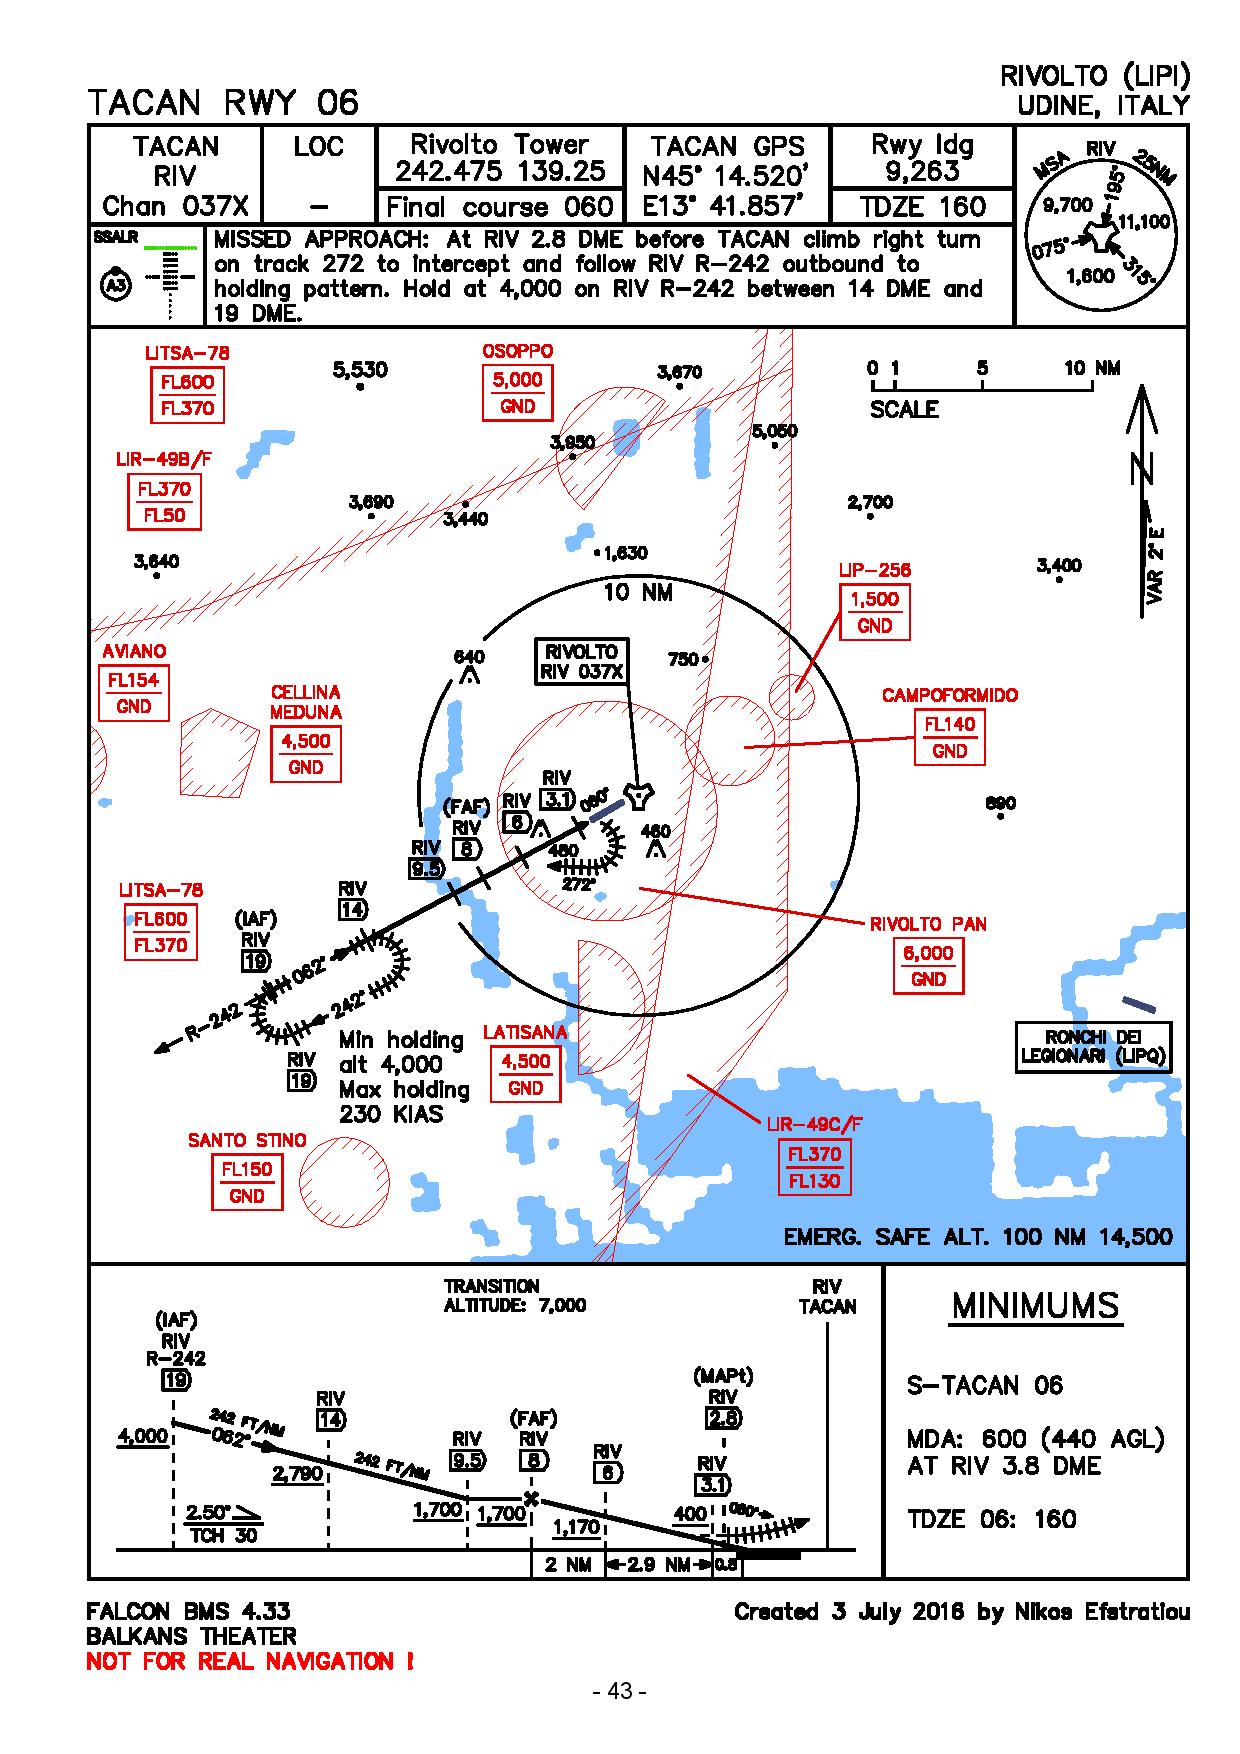 RIVOLTO (LIPI)
TACAN RWY 06
UDINE, ITALY
TACAN
RIV
Chan 037X
LOC
–
Rivolto Tower
242.475 139.25
Final course 060
TACAN GPS
N45° 14.520'
E13° 41.857'
Rwy ldg
9,263
TDZE 160
MSA RIV 25NM
195°
9,700
11,100
075°
1,600
315°
SSALR
A3
MISSED APPROACH: At RIV 2.8 DME before TACAN climb right turn
on track 272 to intercept and follow RIV R-242 outbound to
holding pattern. Hold at 4,000 on RIV R-242 between 14 DME and
19 DME.
LITSA-78
FL600
FL370
5,530
OSOPPO
5,000
GND
3,670
0 1 5 10 NM
SCALE
3,950
5,050
LIR-49B/F
FL370
FL50
3,690
3,440
2,700
N
VAR 2° E
3,640
1,630
3,400
LIP-256
1,500
GND
10 NM
AVIANO
FL154
GND
640
RIVOLTO
RIV 037X
750
CELLINA
MEDUNA
4,500
GND
CAMPOFORMIDO
FL140
GND
RIV
3.1
060°
(FAF)
RIV
8
RIV
6
890
460
RIV
9.5
480
272°
LITSA-78
FL600
FL370
RIV
14
(IAF)
RIV
19
RIVOLTO PAN
6,000
GND
062°
242°
R-242
RIV
19
Min holding
alt 4,000
Max holding
230 KIAS
LATISANA
4,500
GND
RONCHI DEI
LEGIONARI (LIPQ)
LIR-49C/F
FL370
FL130
SANTO STINO
FL150
GND
EMERG. SAFE ALT. 100 NM 14,500
TRANSITION
ALTITUDE: 7,000
RIV
TACAN
MINIMUMS
(IAF)
RIV
R-242
19
4,000
242 FT/NM
062°
RIV
14
2,790
242 FT/NM
RIV
9.5
1,700
(FAF)
RIV
8
1,700
RIV
6
1,170
(MAPt)
RIV
2.8
RIV
3.1
400
060°
2.50°
TCH 30
2 NM
2.9 NM
0.8
S-TACAN 06
MDA: 600 (440 AGL)
AT RIV 3.8 DME
TDZE 06: 160
FALCON BMS 4.33
BALKANS THEATER
NOT FOR REAL NAVIGATION !
Created 3 July 2016 by Nikos Efstratiou
- 43 -